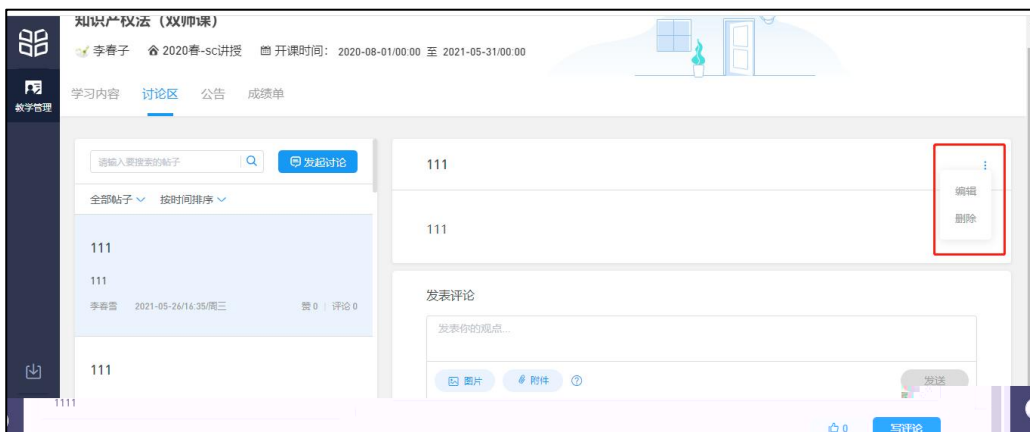 知识产权法（双师课）
李春子 2020春-sc讲授 开课时间： 2020-08-01/00:00 至 2021-05-31/00:00
教学管理
学习内容 讨论区 公告 成绩单
请输入要搜索的帖子 发起讨论
全部帖子 按时间排序
111
111
李春雪 2021-05-26/16:35/周三 赞 0 评论 0
111
1111
111
编辑
删除
111
发表评论
发表你的观点...
图片 附件 发送
0 写评论